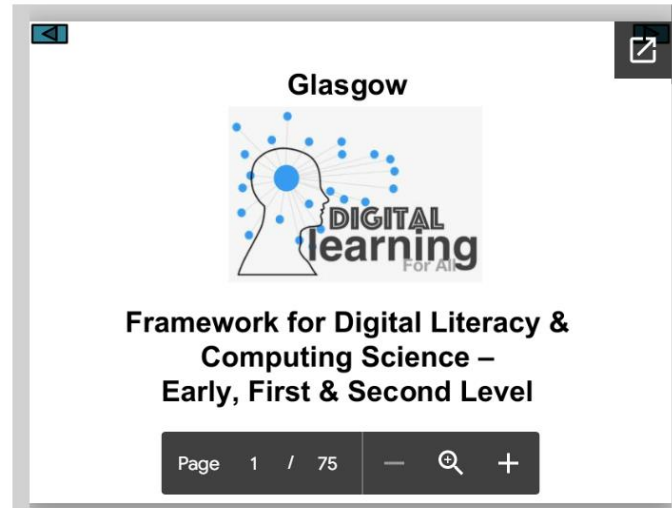 Glasgow
DIGITAL
learning
For All
Framework for Digital Literacy &
Computing Science –
Early, First & Second Level
Page 1 / 75